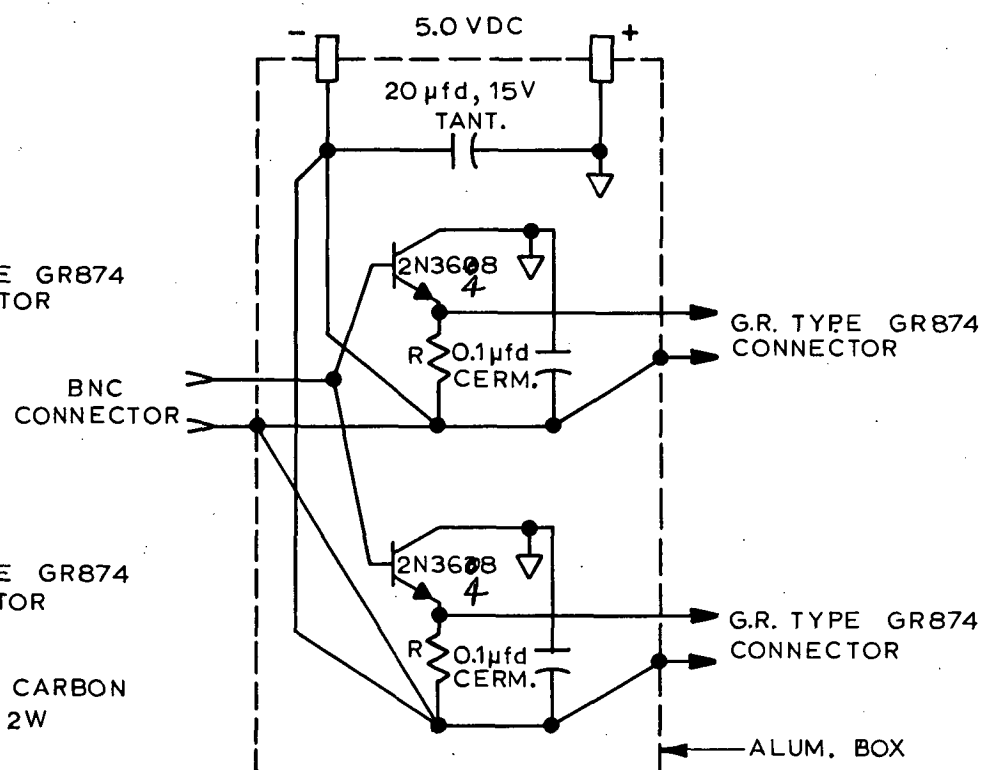 - 5.0 VDC +
20 µfd, 15V
TANT.
E GR874
TOR
2N3608
4
R 0.1µfd
CERM.
G.R. TYPE GR874
CONNECTOR
BNC
CONNECTOR
E GR874
TOR
2N3608
4
R 0.1µfd
CERM.
G.R. TYPE GR874
CONNECTOR
CARBON
2W
ALUM. BOX